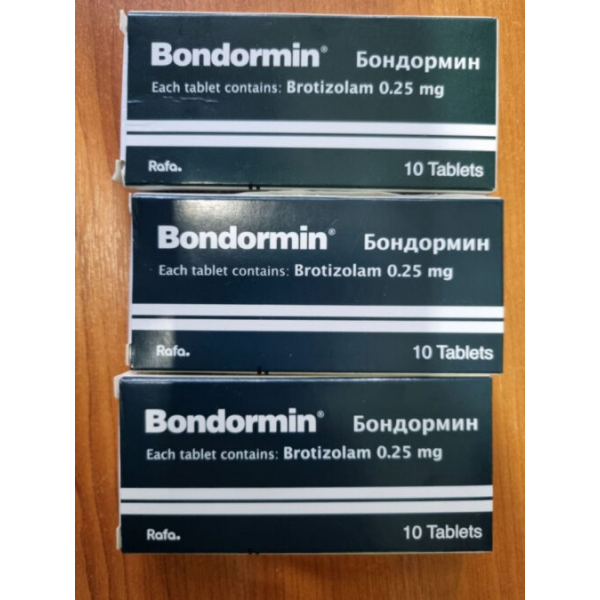 Bondormin® Бондормин
Each tablet contains: Brotizolam 0.25 mg
Rafa. 10 Tablets
Bondormin® Бондормин
Each tablet contains: Brotizolam 0.25 mg
Rafa. 10 Tablets
Bondormin® Бондормин
Each tablet contains: Brotizolam 0.25 mg
Rafa. 10 Tablets